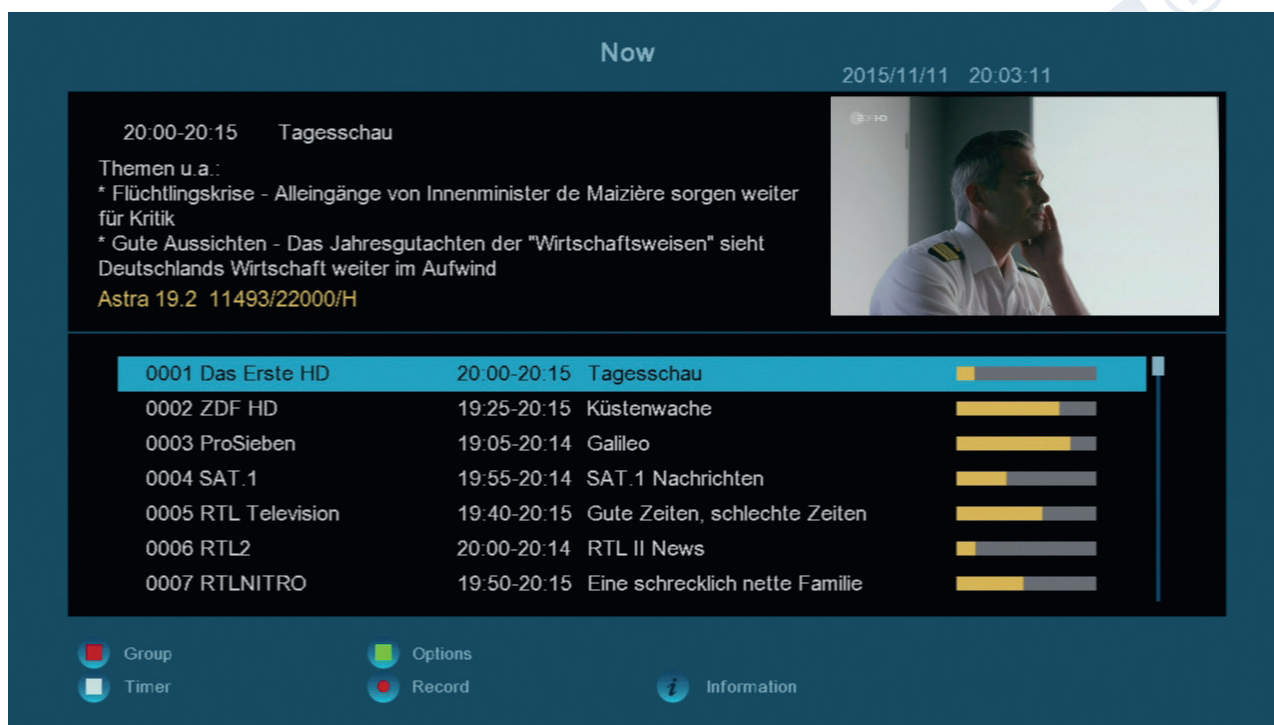 Now
2015/11/11 20:03:11
20:00-20:15 Tagesschau
Themen u.a.:
* Flüchtlingskrise - Alleingänge von Innenminister de Maizière sorgen weiter
für Kritik
* Gute Aussichten - Das Jahresgutachten der "Wirtschaftsweisen" sieht
Deutschlands Wirtschaft weiter im Aufwind
Astra 19.2 11493/22000/H
ZDF HD
0001 Das Erste HD 20:00-20:15 Tagesschau
0002 ZDF HD 19:25-20:15 Küstenwache
0003 ProSieben 19:05-20:14 Galileo
0004 SAT.1 19:55-20:14 SAT.1 Nachrichten
0005 RTL Television 19:40-20:15 Gute Zeiten, schlechte Zeiten
0006 RTL2 20:00-20:14 RTL II News
0007 RTLNITRO 19:50-20:15 Eine schrecklich nette Familie
Group Options
Timer Record i Information